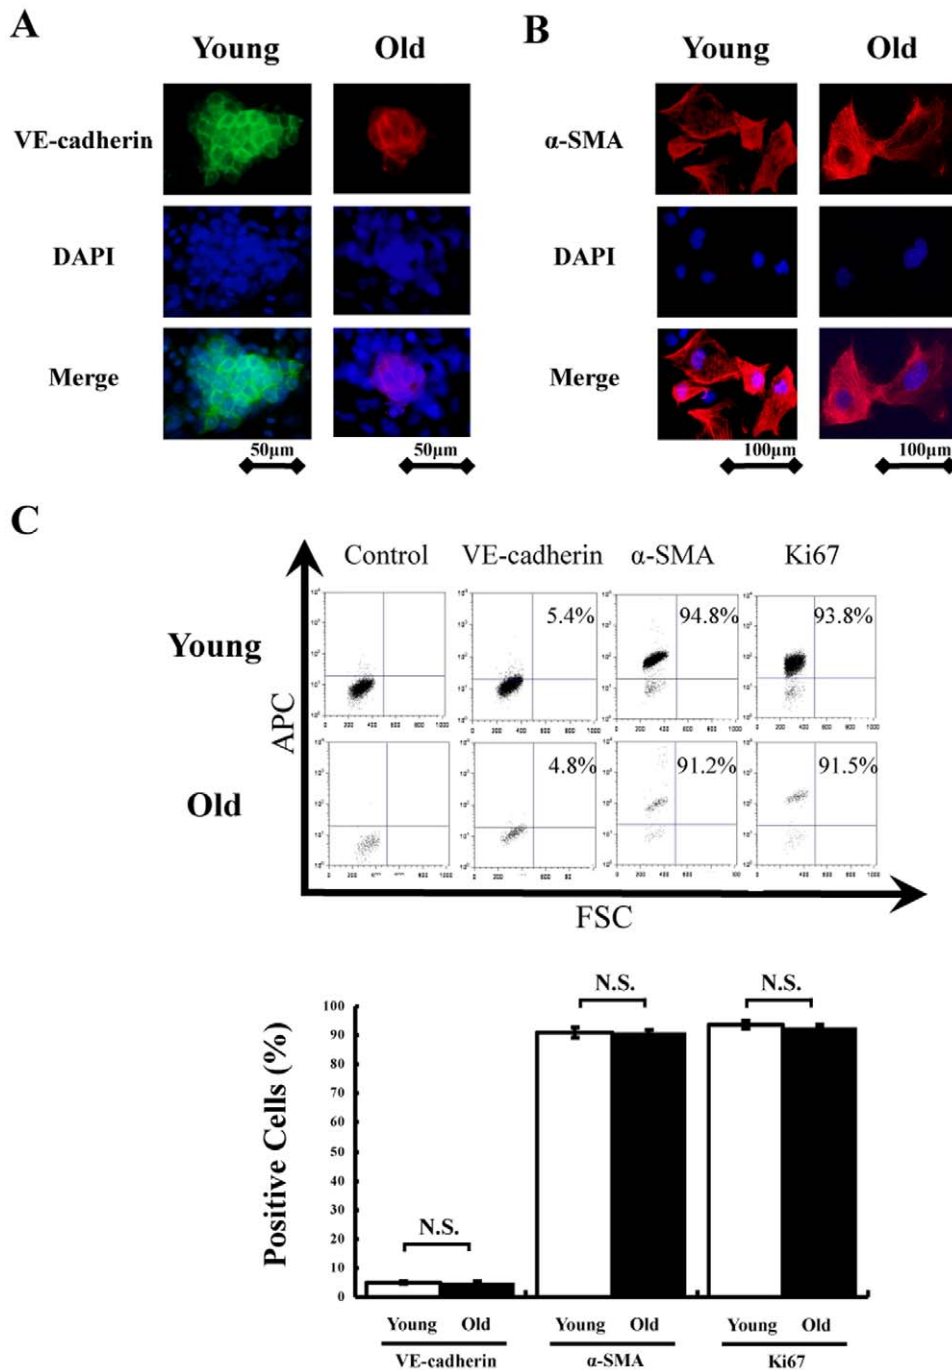 A
B
Young Old
Young Old
VE-cadherin
α-SMA
DAPI
DAPI
Merge
Merge
50μm 50μm
100μm 100μm
C
Control VE-cadherin α-SMA Ki67
Young
5.4% 94.8% 93.8%
APC
Old
4.8% 91.2% 91.5%
FSC
Positive Cells (%)
100
90
80
70
60
50
40
30
20
10
0
N.S. N.S. N.S.
Young Old Young Old Young Old
VE-cadherin α-SMA Ki67